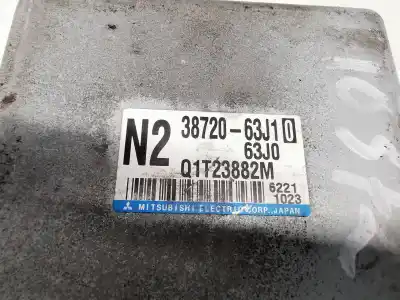 N2 38720-63J1 0
63J0
Q1T23882M
6221
1023
MITSUBISHI ELECTRIC CORP. JAPAN